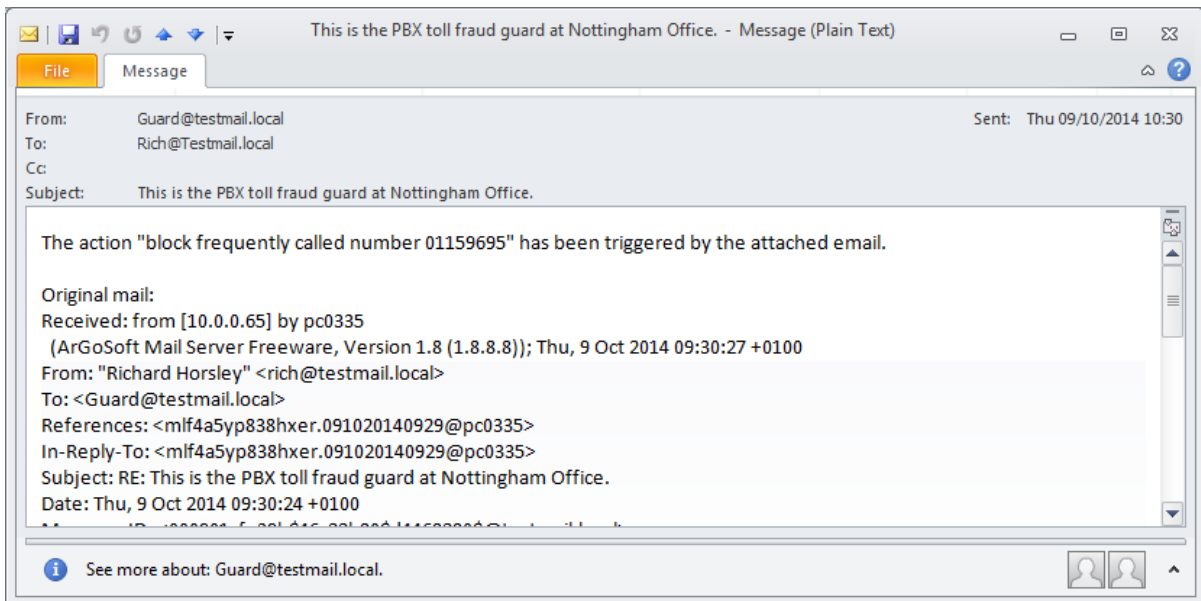 This is the PBX toll fraud guard at Nottingham Office. - Message (Plain Text)
File Message
From: Guard@testmail.local Sent: Thu 09/10/2014 10:30
To: Rich@Testmail.local
Cc:
Subject: This is the PBX toll fraud guard at Nottingham Office.
The action "block frequently called number 01159695" has been triggered by the attached email.
Original mail:
Received: from [10.0.0.65] by pc0335
(ArGoSoft Mail Server Freeware, Version 1.8 (1.8.8.8)); Thu, 9 Oct 2014 09:30:27 +0100
From: "Richard Horsley" <rich@testmail.local>
To: <Guard@testmail.local>
References: <mlf4a5yp838hxer.091020140929@pc0335>
In-Reply-To: <mlf4a5yp838hxer.091020140929@pc0335>
Subject: RE: This is the PBX toll fraud guard at Nottingham Office.
Date: Thu, 9 Oct 2014 09:30:24 +0100
See more about: Guard@testmail.local.